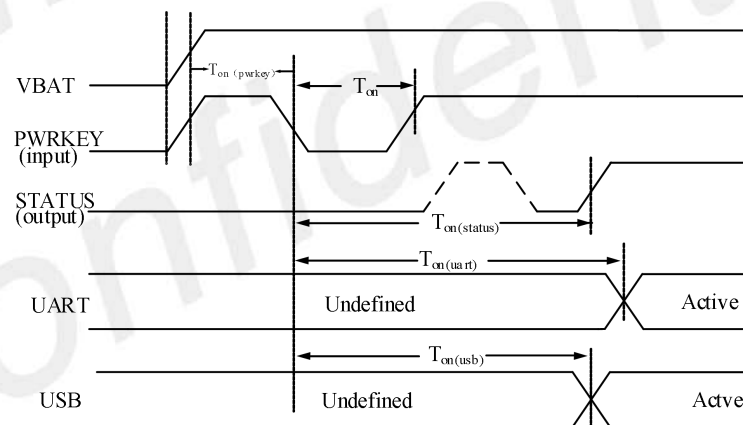 VBAT
Ton（pwrkey）
Ton
PWRKEY
(input)
STATUS
(output)
Ton(status)
Ton(uart)
UART
Undefined
Active
Ton(usb)
USB
Undefined
Actve
onfident